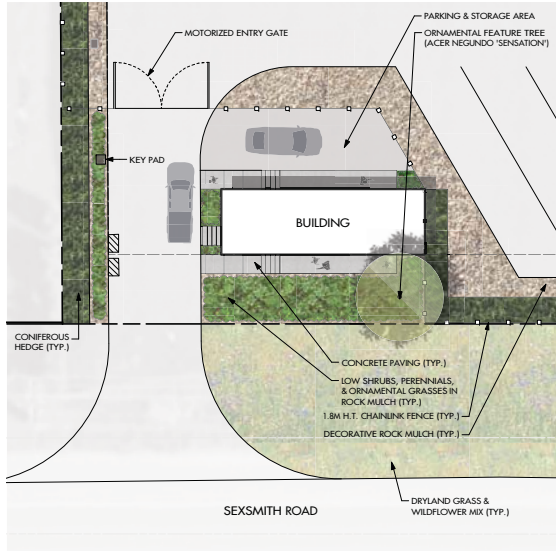 PARKING & STORAGE AREA
MOTORIZED ENTRY GATE
ORNAMENTAL FEATURE TREE
(ACER NEGUNDO 'SENSATION')
KEY PAD
BUILDING
CONIFEROUS
HEDGE (TYP.)
CONCRETE PAVING (TYP.)
LOW SHRUBS, PERENNIALS,
& ORNAMENTAL GRASSES IN
ROCK MULCH (TYP.)
1.8M H.T. CHAINLINK FENCE (TYP.)
DECORATIVE ROCK MULCH (TYP.)
DRYLAND GRASS &
WILDFLOWER MIX (TYP.)
SEXSMITH ROAD